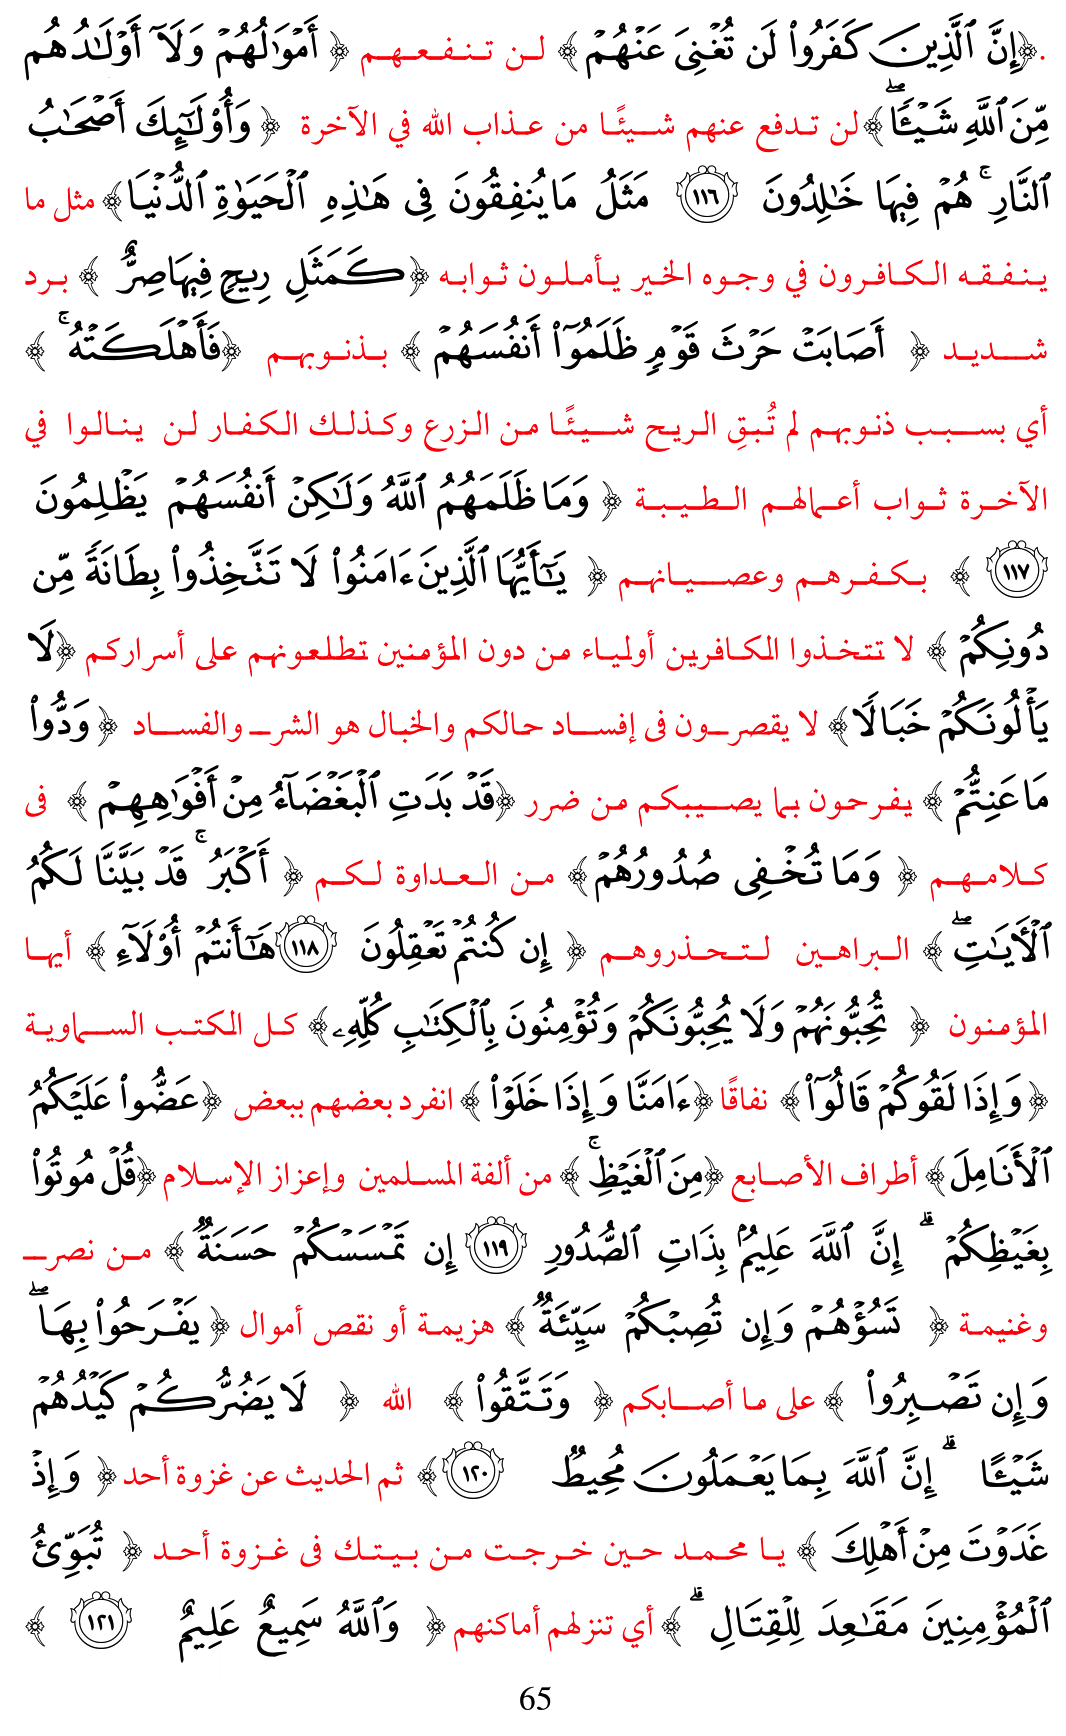 .﴿إِنَّ ٱلَّذِينَ كَفَرُوا۟ لَن تُغْنِىَ عَنْهُمْ ﴾ لن تنفعهم ﴿ أَمْوَٰلُهُمْ وَلَآ أَوْلَٰدُهُم
مِّنَ ٱللَّهِ شَيْـًٔا ۖ﴾ لن تدفع عنهم شيئًا من عذاب الله في الآخرة ﴿ وَأُو۟لَٰٓئِكَ أَصْحَٰبُ
ٱلنَّارِ ۚ هُمْ فِيهَا خَٰلِدُونَ ١١٦ مَثَلُ مَا يُنفِقُونَ فِى هَٰذِهِ ٱلْحَيَوٰةِ ٱلدُّنْيَا﴾ مثل ما
ينفقه الكافرون في وجوه الخير يأملون ثوابه ﴿كَمَثَلِ رِيحٍ فِيهَا صِرٌّ ﴾ برد
شديد ﴿ أَصَابَتْ حَرْثَ قَوْمٍ ظَلَمُوٓا۟ أَنفُسَهُمْ ﴾ بذنوبهم ﴿فَأَهْلَكَتْهُ ۚ ﴾
أي بسبب ذنوبهم لم تُبقِ الريح شيئًا من الزرع وكذلك الكفار لن ينالوا في
الآخرة ثواب أعمالهم الطيبة ﴿ وَمَا ظَلَمَهُمُ ٱللَّهُ وَلَٰكِنْ أَنفُسَهُمْ يَظْلِمُونَ
١١٧ ﴾ بكفرهم وعصيانهم ﴿ يَٰٓأَيُّهَا ٱلَّذِينَ ءَامَنُوا۟ لَا تَتَّخِذُوا۟ بِطَانَةً مِّن
دُونِكُمْ ﴾ لا تتخذوا الكافرين أولياء من دون المؤمنين تطلعونهم على أسراركم ﴿لَا
يَأْلُونَكُمْ خَبَالًا﴾ لا يقصرون فى إفساد حالكم والخبال هو الشر والفساد ﴿وَدُّوا۟
مَا عَنِتُّمْ ﴾ يفرحون بما يصيبكم من ضرر ﴿قَدْ بَدَتِ ٱلْبَغْضَآءُ مِنْ أَفْوَٰهِهِمْ ﴾ فى
كلامهم ﴿ وَمَا تُخْفِى صُدُورُهُمْ﴾ من العداوة لكم ﴿ أَكْبَرُ ۚ قَدْ بَيَّنَّا لَكُمُ
ٱلْـَٔايَٰتِ ۖ ﴾ البراهين لتحذروهم ﴿ إِن كُنتُمْ تَعْقِلُونَ ١١٨ هَٰٓأَنتُمْ أُو۟لَآءِ ﴾ أيها
المؤمنون ﴿ تُحِبُّونَهُمْ وَلَا يُحِبُّونَكُمْ وَتُؤْمِنُونَ بِٱلْكِتَٰبِ كُلِّهِۦ﴾ كل الكتب السماوية
﴿وَإِذَا لَقُوكُمْ قَالُوٓا۟﴾ نفاقًا ﴿ءَامَنَّا وَإِذَا خَلَوْا۟ ﴾ انفرد بعضهم ببعض ﴿عَضُّوا۟ عَلَيْكُمُ
ٱلْأَنَامِلَ﴾ أطراف الأصابع ﴿مِنَ ٱلْغَيْظِ ۚ﴾ من ألفة المسلمين وإعزاز الإسلام ﴿قُلْ مُوتُوا۟
بِغَيْظِكُمْ ۗ إِنَّ ٱللَّهَ عَلِيمٌۢ بِذَاتِ ٱلصُّدُورِ ١١٩ إِن تَمْسَسْكُمْ حَسَنَةٌ ﴾ من نصر
وغنيمة ﴿ تَسُؤْهُمْ وَإِن تُصِبْكُمْ سَيِّئَةٌ ﴾ هزيمة أو نقص أموال ﴿ يَفْرَحُوا۟ بِهَا ۖ
وَإِن تَصْبِرُوا۟ ﴾ على ما أصابكم ﴿ وَتَتَّقُوا۟ ﴾ الله ﴿ لَا يَضُرُّكُمْ كَيْدُهُمْ
شَيْـًٔا ۗ إِنَّ ٱللَّهَ بِمَا يَعْمَلُونَ مُحِيطٌ ١٢٠ ﴾ ثم الحديث عن غزوة أحد ﴿ وَإِذْ
غَدَوْتَ مِنْ أَهْلِكَ ﴾ يا محمد حين خرجت من بيتك فى غزوة أحد ﴿ تُبَوِّئُ
ٱلْمُؤْمِنِينَ مَقَٰعِدَ لِلْقِتَالِ ۗ ﴾ أي تنزلهم أماكنهم ﴿ وَٱللَّهُ سَمِيعٌ عَلِيمٌ ١٢١ ﴾
65